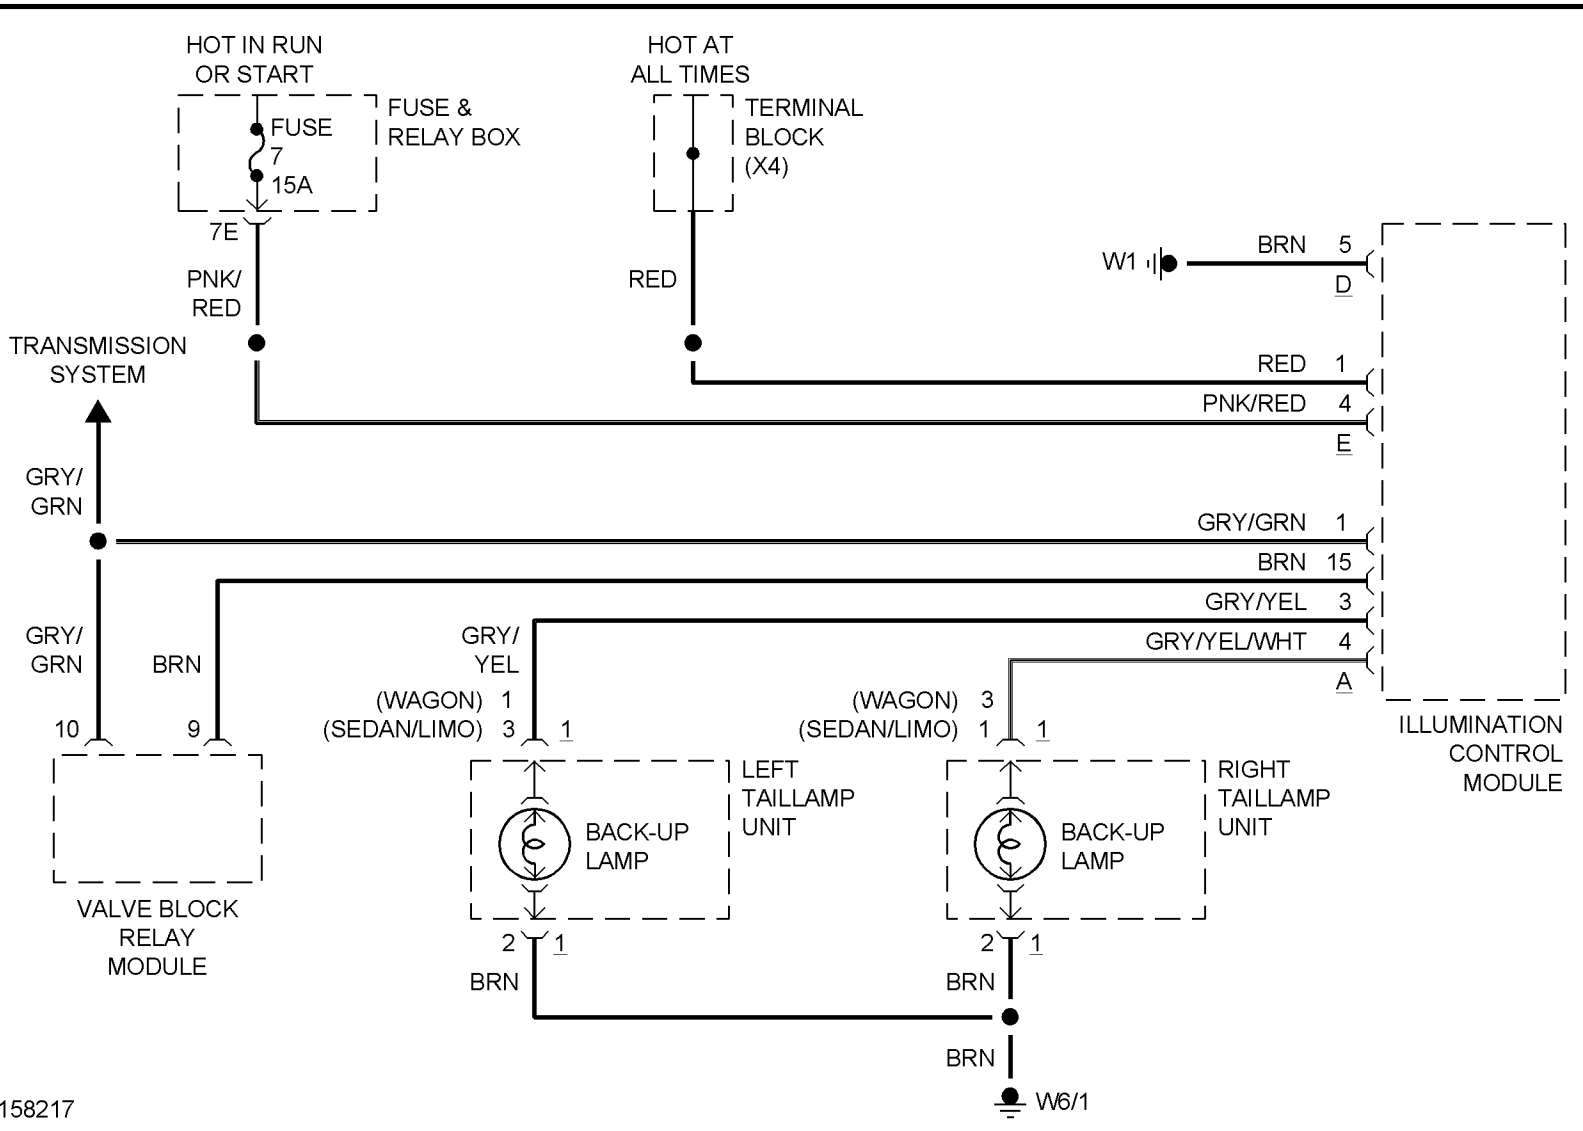 HOT IN RUN
OR START
HOT AT
ALL TIMES
FUSE
7
15A
FUSE &
RELAY BOX
TERMINAL
BLOCK
(X4)
7E
PNK/
RED
RED
W1
BRN 5
D
TRANSMISSION
SYSTEM
RED 1
PNK/RED 4
E
GRY/
GRN
GRY/GRN 1
BRN 15
GRY/YEL 3
GRY/YEL/WHT 4
A
GRY/
GRN
BRN
GRY/
YEL
(WAGON) 1
(SEDAN/LIMO) 3 1
(WAGON) 3
(SEDAN/LIMO) 1 1
10
9
ILLUMINATION
CONTROL
MODULE
LEFT
TAILLAMP
UNIT
BACK-UP
LAMP
RIGHT
TAILLAMP
UNIT
BACK-UP
LAMP
VALVE BLOCK
RELAY
MODULE
2 1
BRN
2 1
BRN
BRN
W6/1
158217